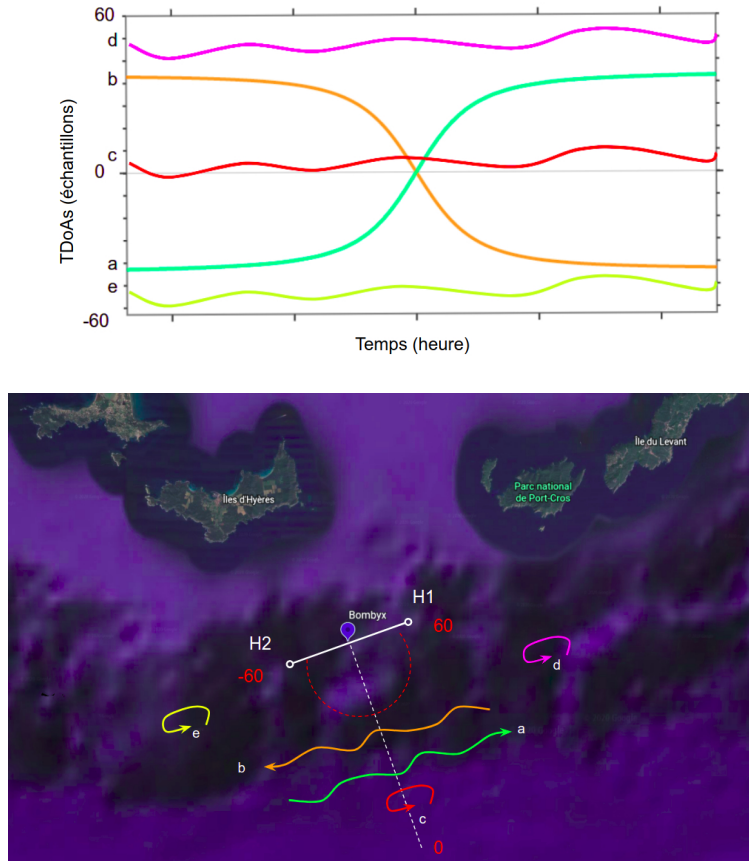 60
d
b
c
0
a
e
-60
TDoAs (échantillons)
Temps (heure)
Île du Levant
Îles d'Hyères
Parc national
de Port-Cros
H1
Bombyx
60
H2
-60
d
e
a
b
c
0